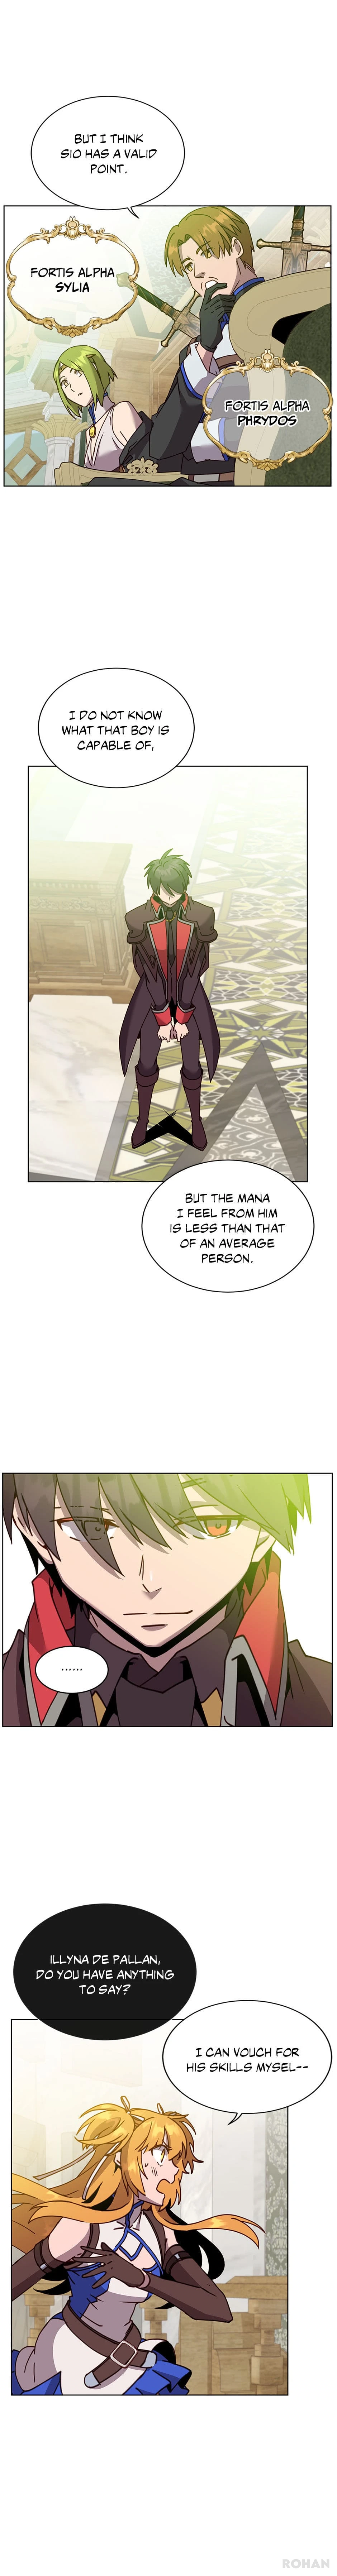 BUT I THINK
SIO HAS A VALID
POINT.
FORTIS ALPHA
SYLIA
FORTIS ALPHA
PHRYDOS
I DO NOT KNOW
WHAT THAT BOY IS
CAPABLE OF,
BUT THE MANA
I FEEL FROM HIM
IS LESS THAN THAT
OF AN AVERAGE
PERSON.
......
ILLYNA DE PALLAN,
DO YOU HAVE ANYTHING
TO SAY?
I CAN VOUCH FOR
HIS SKILLS MYSEL--
ROHAN